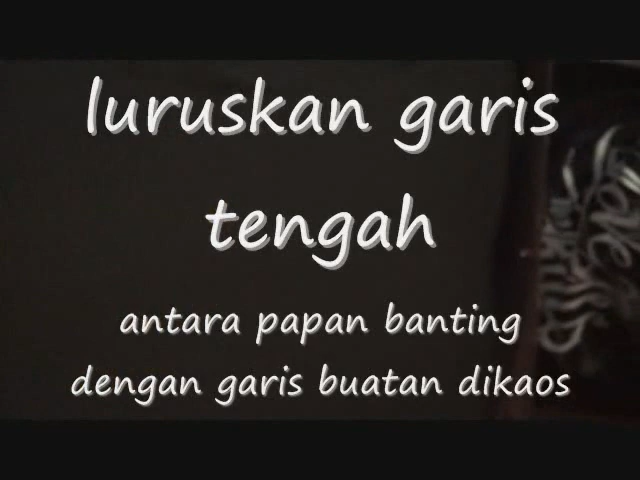 luruskan garis
tengah
antara papan banting
dengan garis buatan dikaos